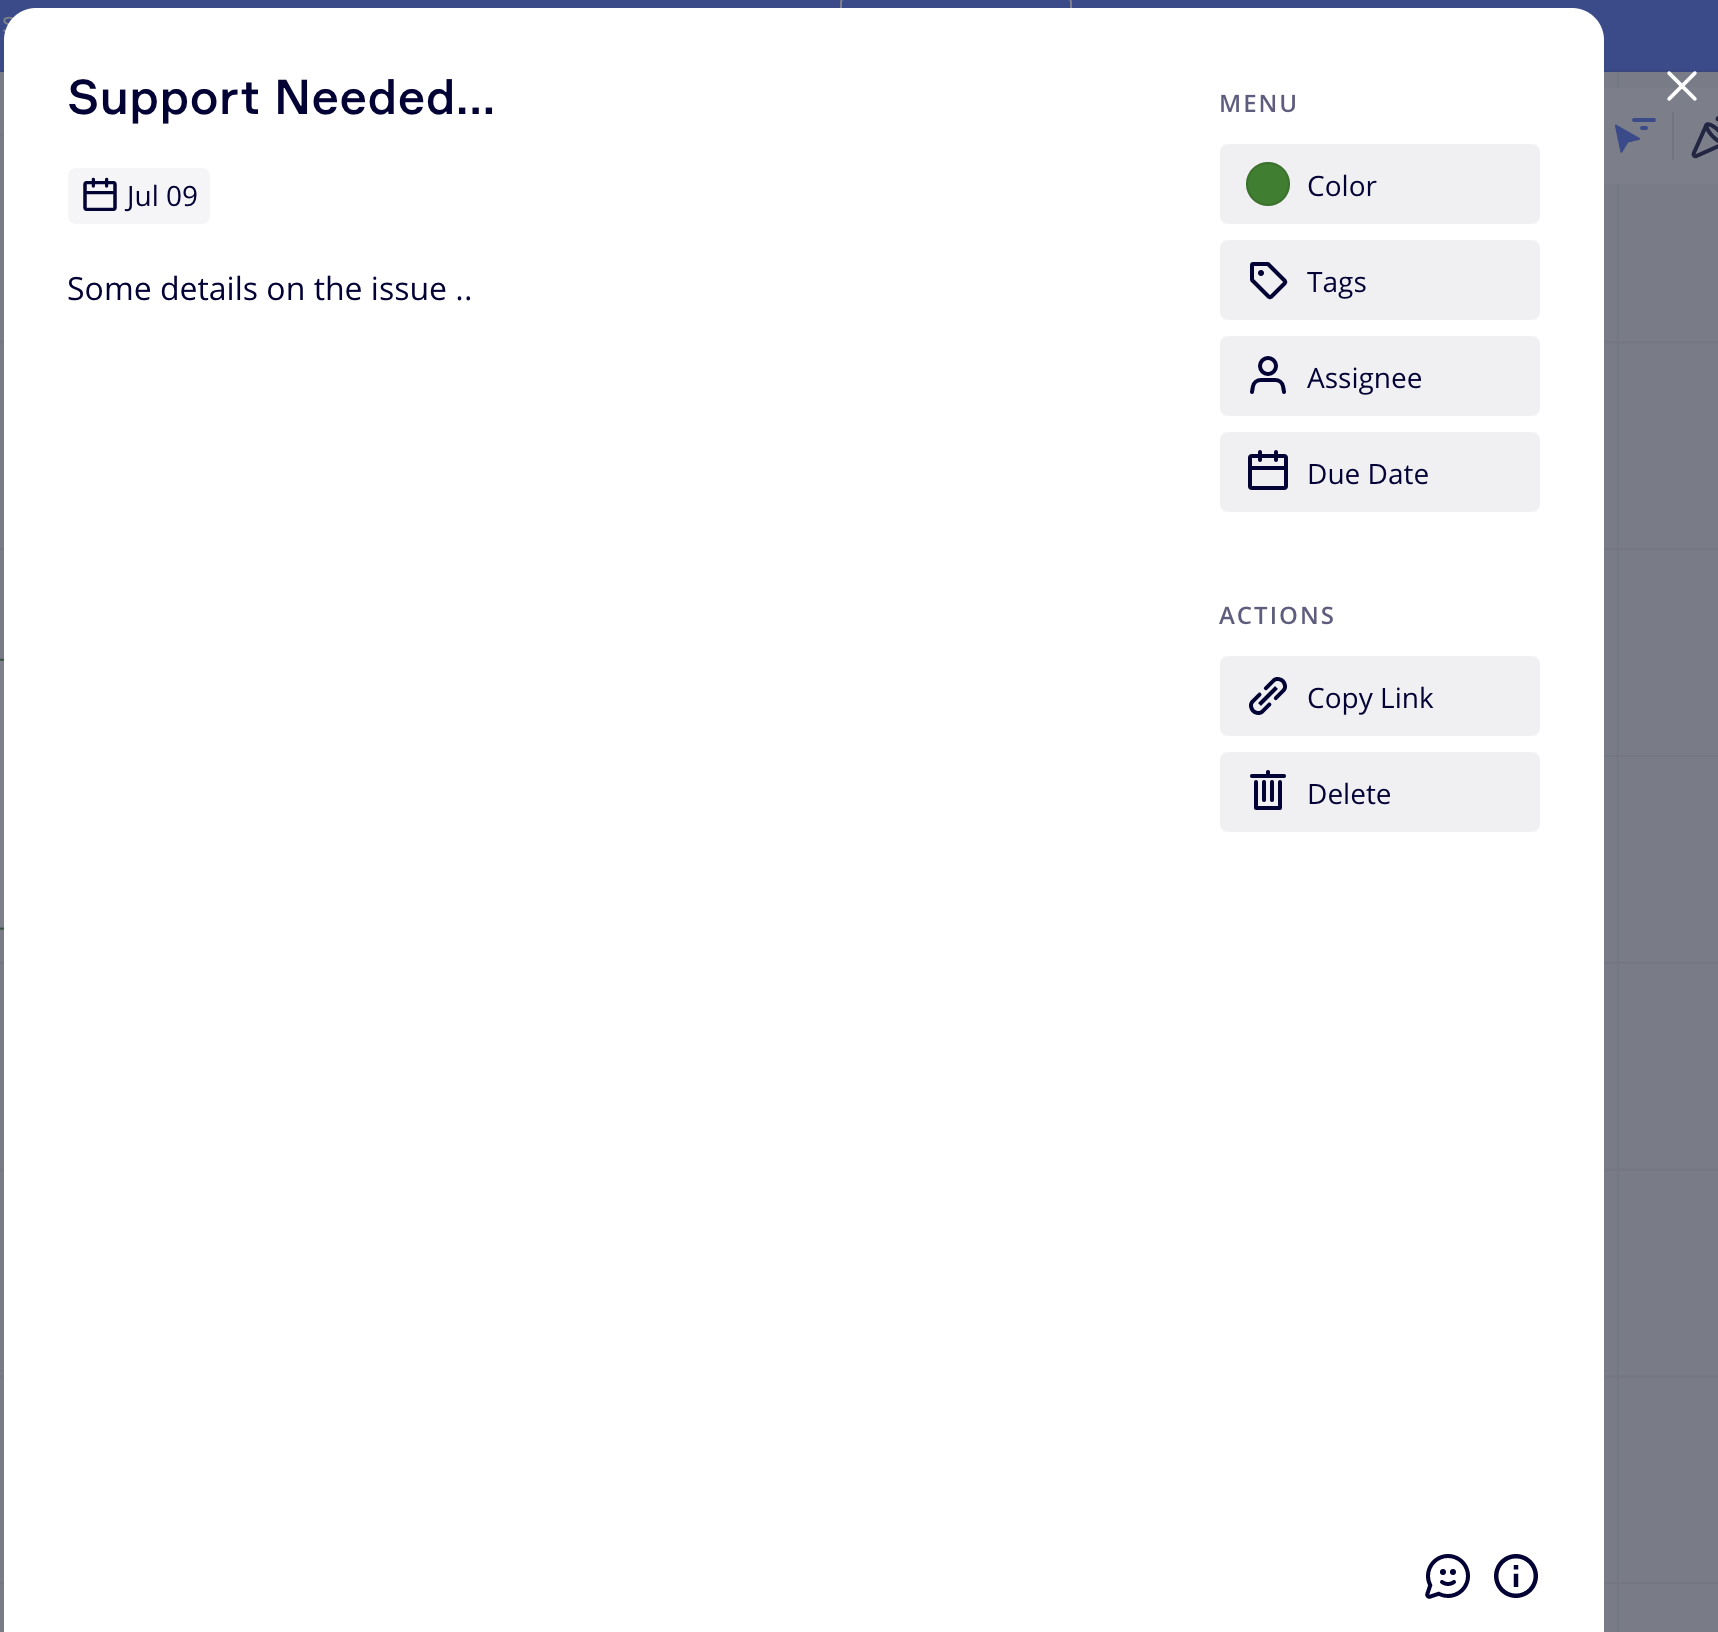 Support Needed...
Jul 09
Some details on the issue ..
MENU
Color
Tags
Assignee
Due Date
ACTIONS
Copy Link
Delete